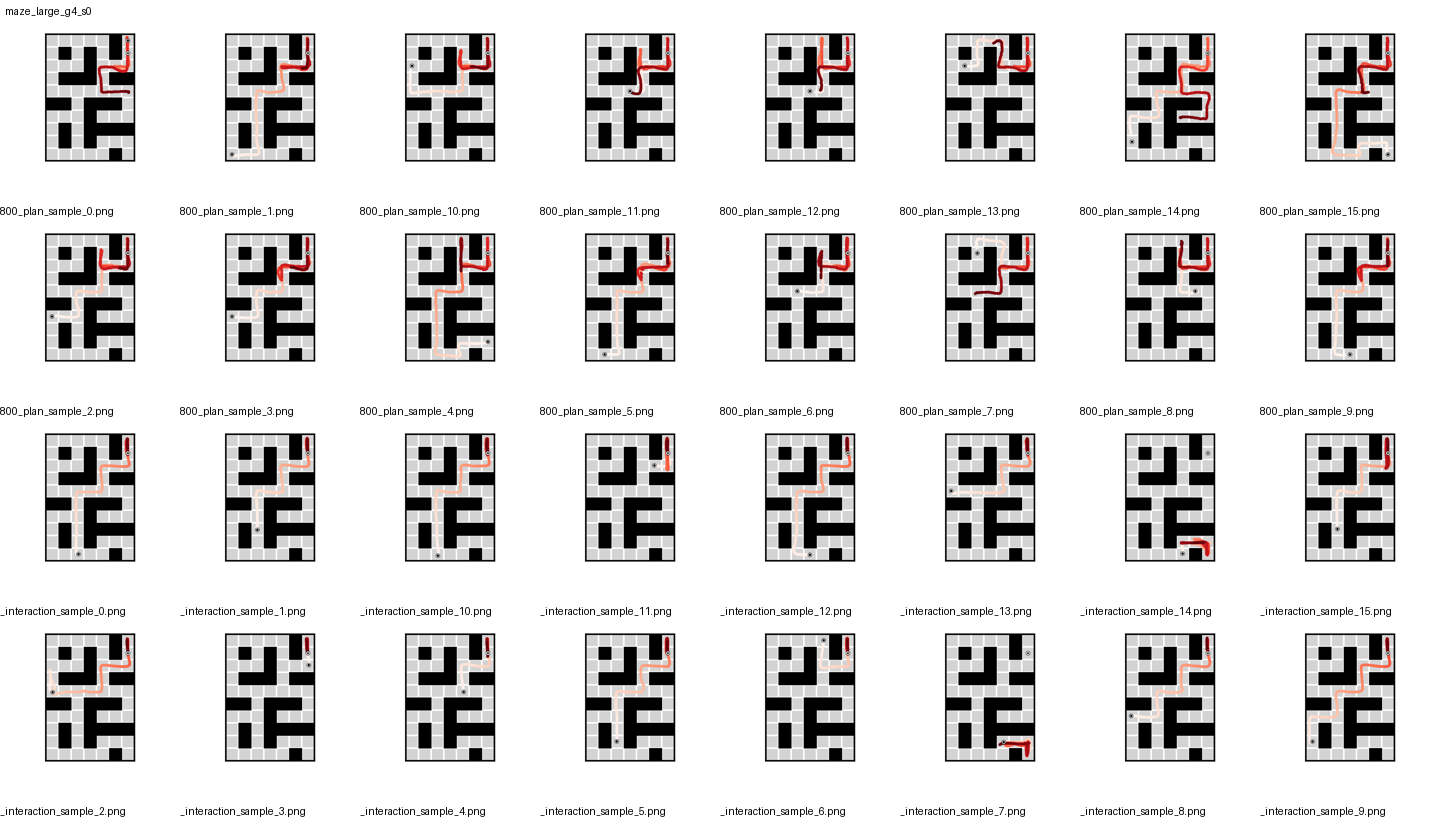 maze_large_g4_s0
800_plan_sample_0.png 800_plan_sample_1.png 800_plan_sample_10.png 800_plan_sample_11.png 800_plan_sample_12.png 800_plan_sample_13.png 800_plan_sample_14.png 800_plan_sample_15.png
800_plan_sample_2.png 800_plan_sample_3.png 800_plan_sample_4.png 800_plan_sample_5.png 800_plan_sample_6.png 800_plan_sample_7.png 800_plan_sample_8.png 800_plan_sample_9.png
_interaction_sample_0.png _interaction_sample_1.png _interaction_sample_10.png _interaction_sample_11.png _interaction_sample_12.png _interaction_sample_13.png _interaction_sample_14.png _interaction_sample_15.png
_interaction_sample_2.png _interaction_sample_3.png _interaction_sample_4.png _interaction_sample_5.png _interaction_sample_6.png _interaction_sample_7.png _interaction_sample_8.png _interaction_sample_9.png